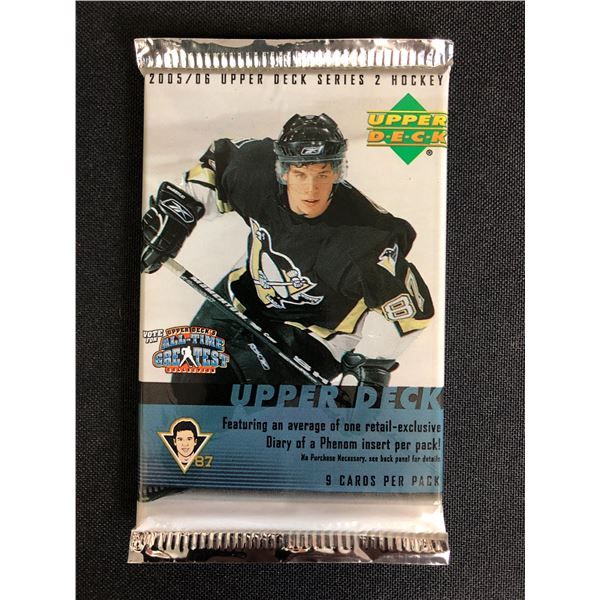 2005/06 UPPER DECK SERIES 2 HOCKEY
UPPER
D·E·C·K
®
VOTE FOR
UPPER DECK'S
ALL-TIME
GREATEST
COLLECTION
UPPER DECK
Featuring an average of one retail-exclusive
Diary of a Phenom insert per pack!
No Purchase Necessary, see back panel for details
87
9 CARDS PER PACK